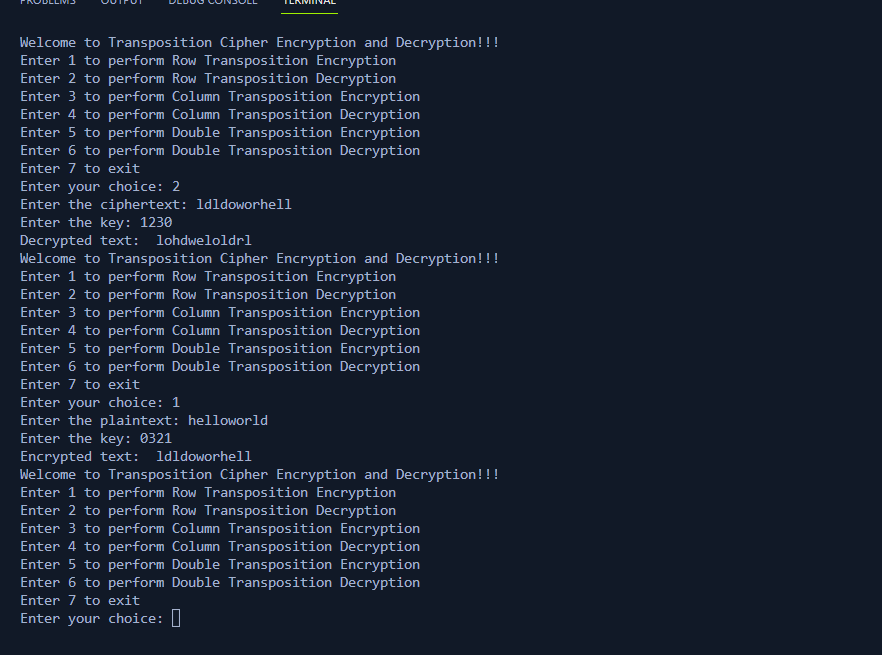 PROBLEMS OUTPUT DEBUG CONSOLE TERMINAL
Welcome to Transposition Cipher Encryption and Decryption!!!
Enter 1 to perform Row Transposition Encryption
Enter 2 to perform Row Transposition Decryption
Enter 3 to perform Column Transposition Encryption
Enter 4 to perform Column Transposition Decryption
Enter 5 to perform Double Transposition Encryption
Enter 6 to perform Double Transposition Decryption
Enter 7 to exit
Enter your choice: 2
Enter the ciphertext: ldldoworhell
Enter the key: 1230
Decrypted text:  lohdweloldrl
Welcome to Transposition Cipher Encryption and Decryption!!!
Enter 1 to perform Row Transposition Encryption
Enter 2 to perform Row Transposition Decryption
Enter 3 to perform Column Transposition Encryption
Enter 4 to perform Column Transposition Decryption
Enter 5 to perform Double Transposition Encryption
Enter 6 to perform Double Transposition Decryption
Enter 7 to exit
Enter your choice: 1
Enter the plaintext: helloworld
Enter the key: 0321
Encrypted text:  ldldoworhell
Welcome to Transposition Cipher Encryption and Decryption!!!
Enter 1 to perform Row Transposition Encryption
Enter 2 to perform Row Transposition Decryption
Enter 3 to perform Column Transposition Encryption
Enter 4 to perform Column Transposition Decryption
Enter 5 to perform Double Transposition Encryption
Enter 6 to perform Double Transposition Decryption
Enter 7 to exit
Enter your choice: